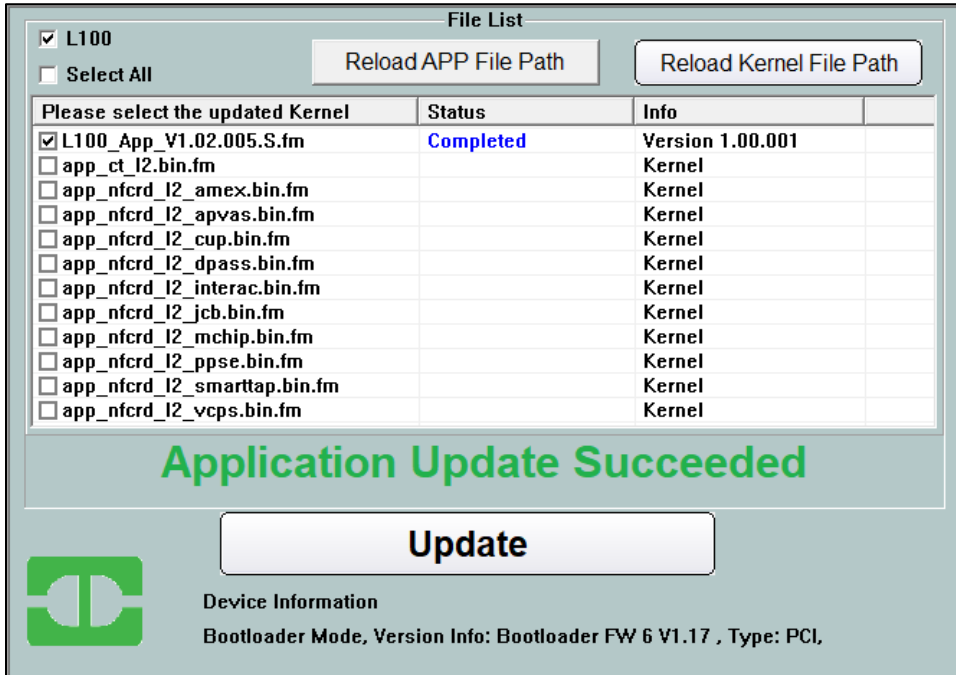 File List
L100
Select All
Reload APP File Path
Reload Kernel File Path
Please select the updated Kernel Status Info
L100_App_V1.02.005.S.fm Completed Version 1.00.001
app_ct_l2.bin.fm Kernel
app_nfcrd_l2_amex.bin.fm Kernel
app_nfcrd_l2_apvas.bin.fm Kernel
app_nfcrd_l2_cup.bin.fm Kernel
app_nfcrd_l2_dpass.bin.fm Kernel
app_nfcrd_l2_interac.bin.fm Kernel
app_nfcrd_l2_jcb.bin.fm Kernel
app_nfcrd_l2_mchip.bin.fm Kernel
app_nfcrd_l2_ppse.bin.fm Kernel
app_nfcrd_l2_smarttap.bin.fm Kernel
app_nfcrd_l2_vcps.bin.fm Kernel
Application Update Succeeded
Update
Device Information
Bootloader Mode, Version Info: Bootloader FW 6 V1.17 , Type: PCI,